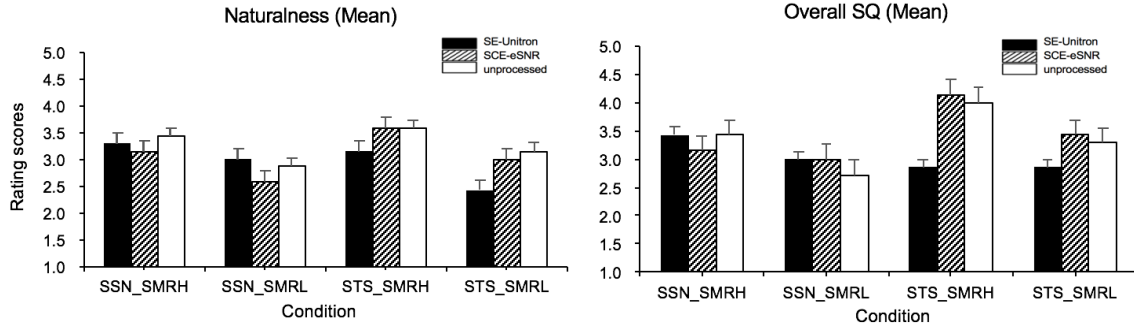 Naturalness (Mean)
SE-Unitron
SCE-eSNR
unprocessed
Rating scores
5.0
4.5
4.0
3.5
3.0
2.5
2.0
1.5
1.0
SSN_SMRH SSN_SMRL STS_SMRH STS_SMRL
Condition
Overall SQ (Mean)
SE-Unitron
SCE-eSNR
unprocessed
5.0
4.5
4.0
3.5
3.0
2.5
2.0
1.5
1.0
SSN_SMRH SSN_SMRL STS_SMRH STS_SMRL
Condition